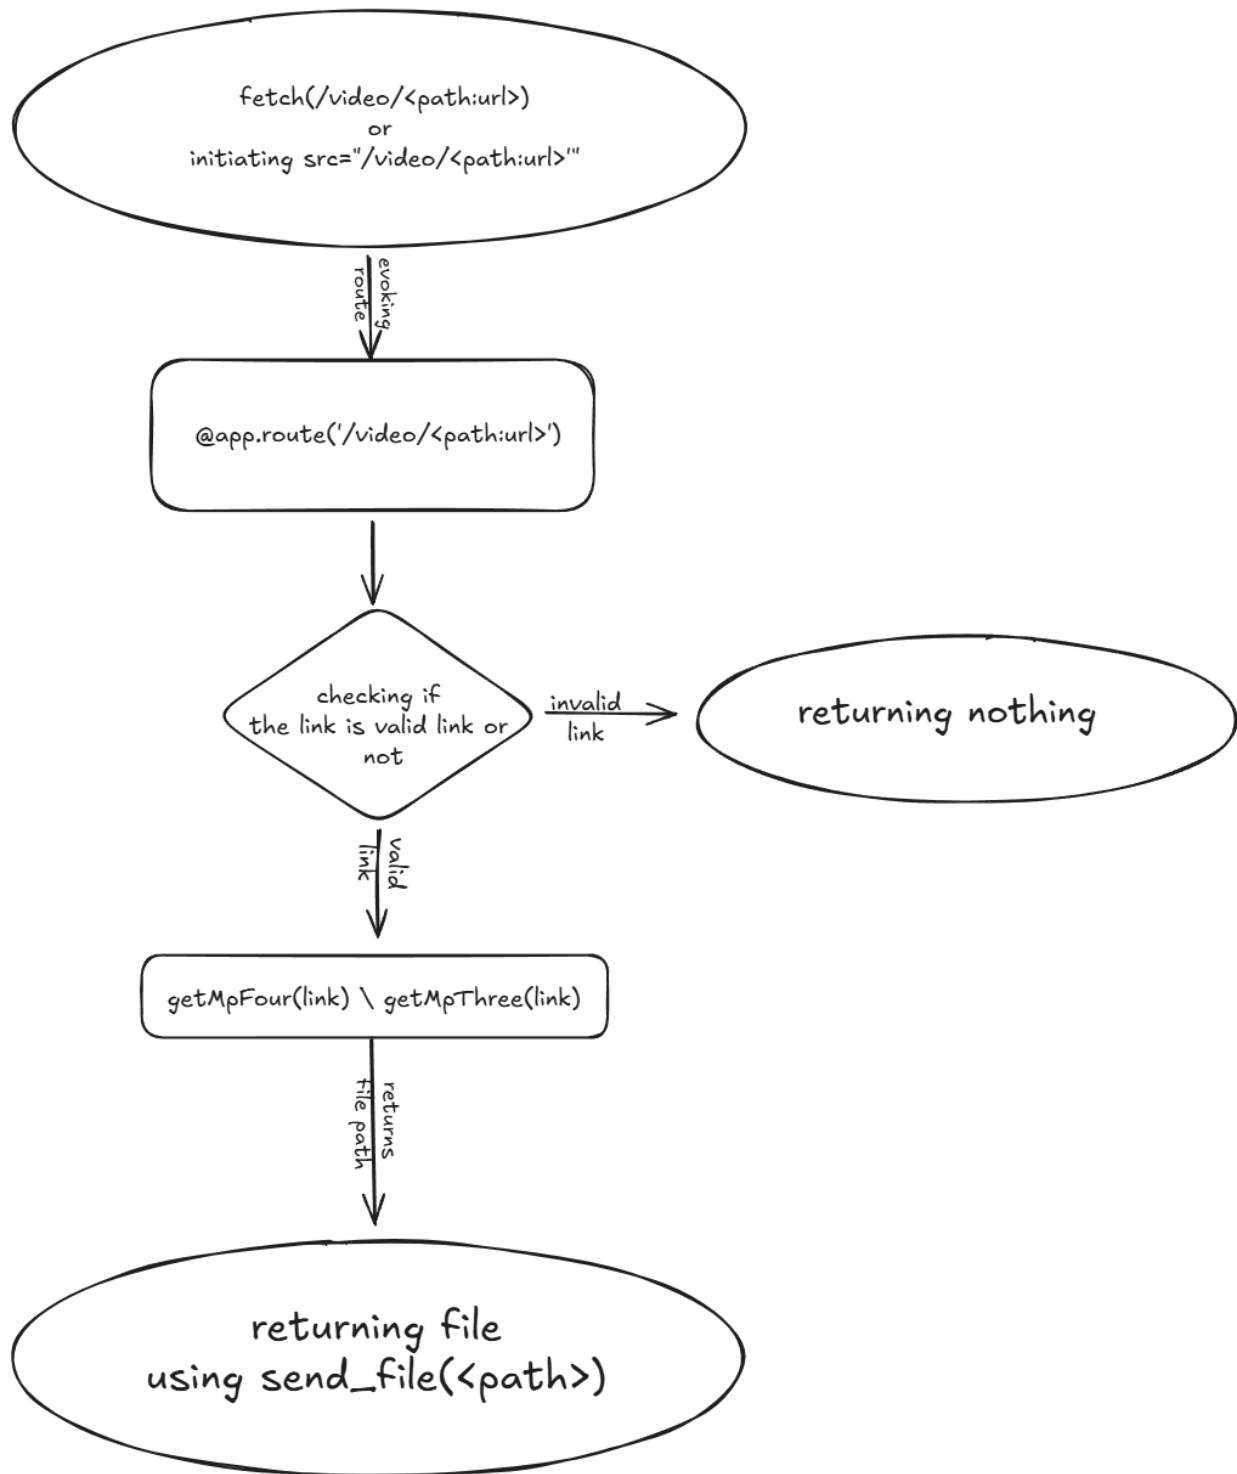 fetch(/video/<path:url>)
or
initiating src="/video/<path:url>'"
evoking
route
@app.route('/video/<path:url>')
checking if
the link is valid link or
not
invalid
link
returning nothing
valid
link
getMpFour(link) \ getMpThree(link)
returns
file path
returning file
using send_file(<path>)